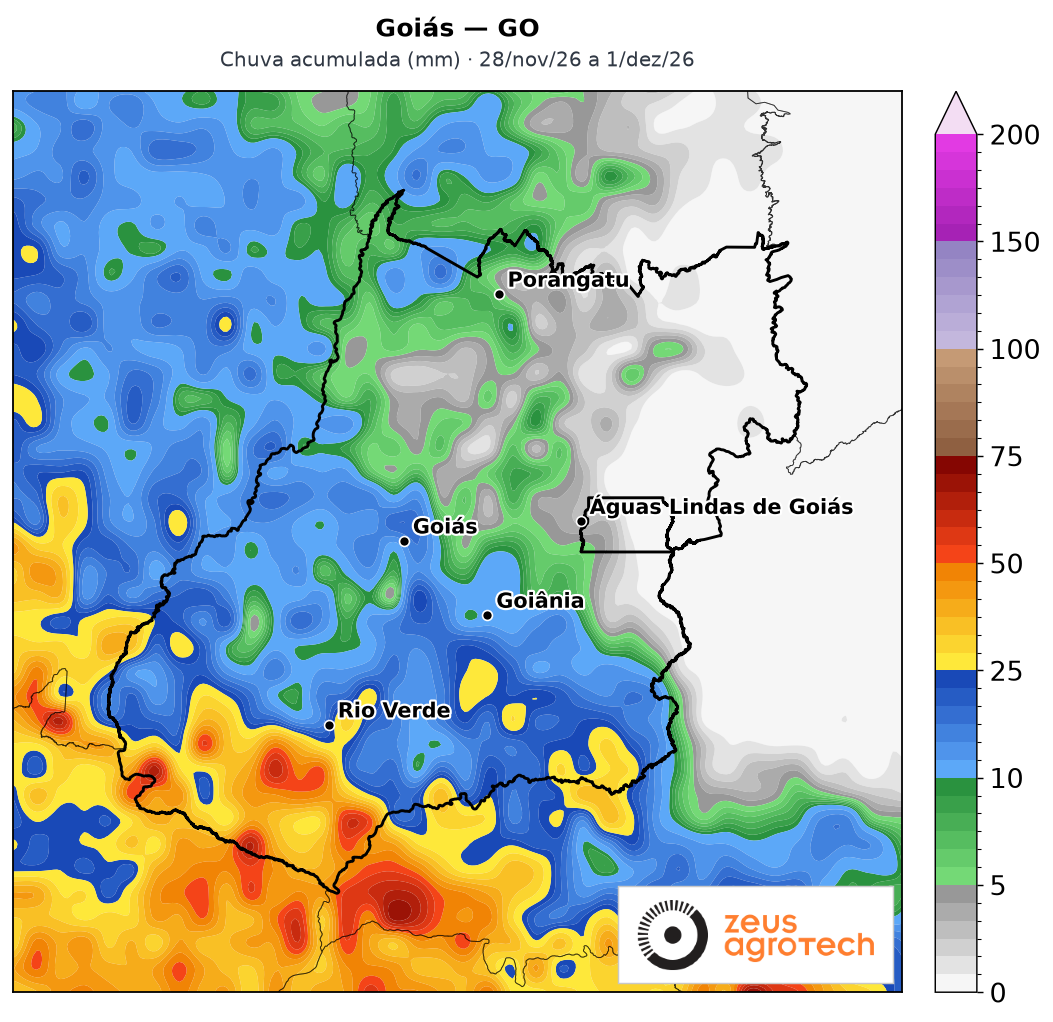 Goiás — GO
Chuva acumulada (mm) · 28/nov/26 a 1/dez/26
200
150
100
75
50
25
10
5
0
Porangatu
Águas Lindas de Goiás
Goiás
Goiânia
Rio Verde
zeus
agrotech